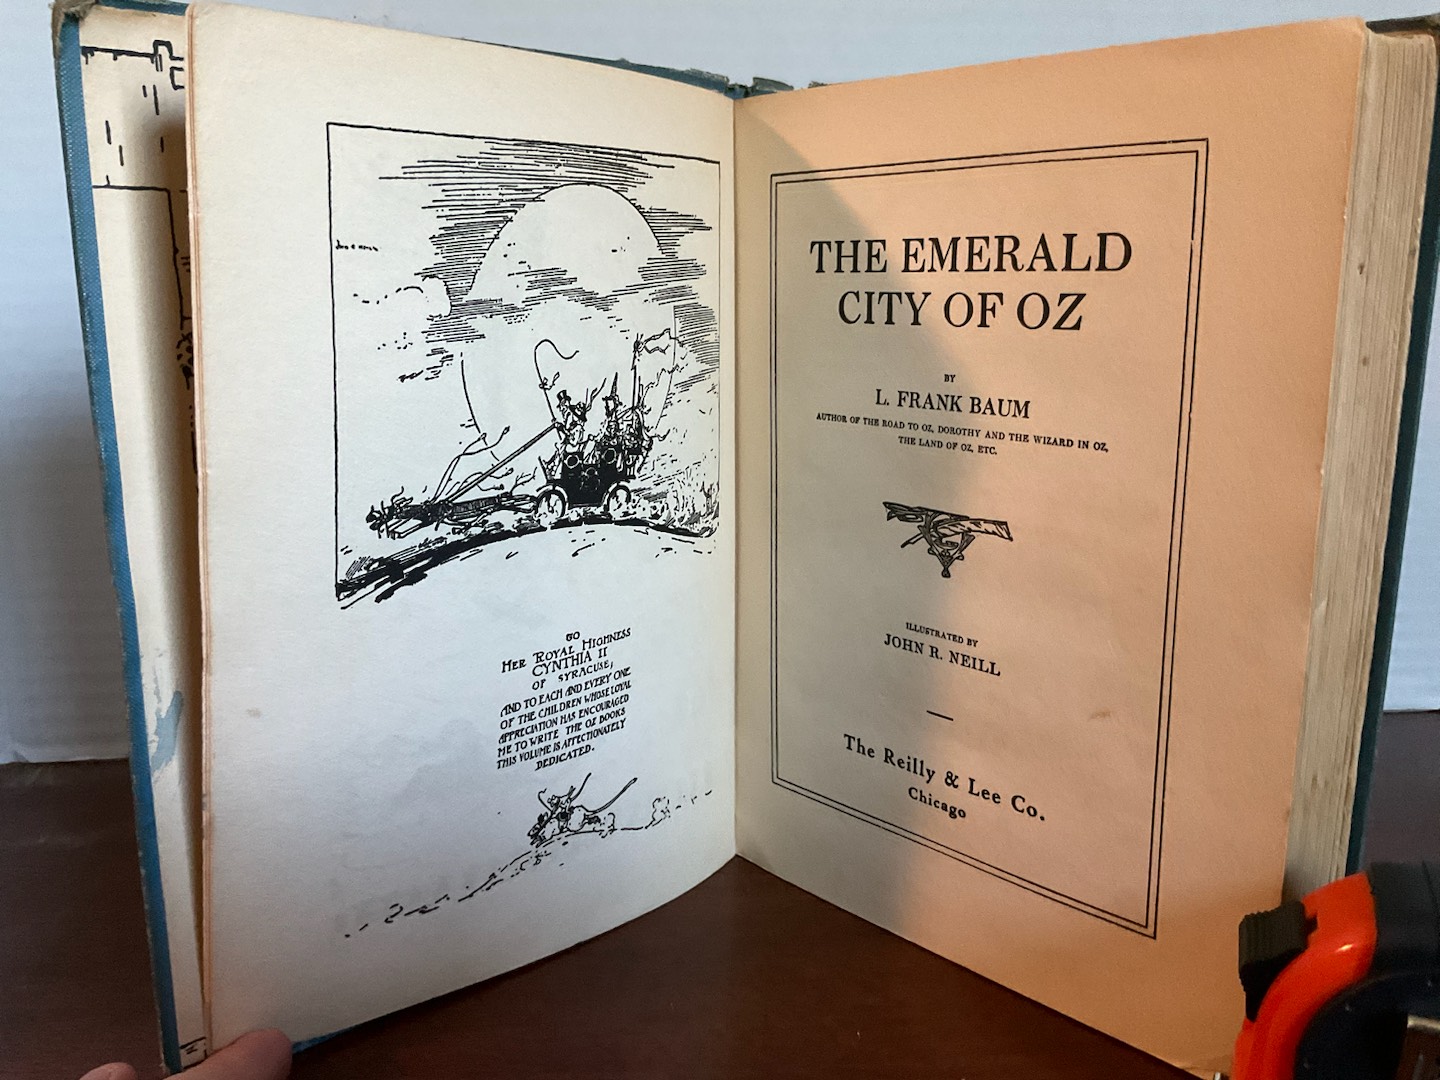 TO
HER ROYAL HIGHNESS
CYNTHIA II
OF SYRACUSE;
AND TO EACH AND EVERY ONE
OF THE CHILDREN WHOSE LOYAL
APPRECIATION HAS ENCOURAGED
ME TO WRITE THE OZ BOOKS
THIS VOLUME IS AFFECTIONATELY
DEDICATED.
THE EMERALD
CITY OF OZ
BY
L. FRANK BAUM
AUTHOR OF THE ROAD TO OZ, DOROTHY AND THE WIZARD IN OZ,
THE LAND OF OZ, ETC.
ILLUSTRATED BY
JOHN R. NEILL
The Reilly & Lee Co.
Chicago